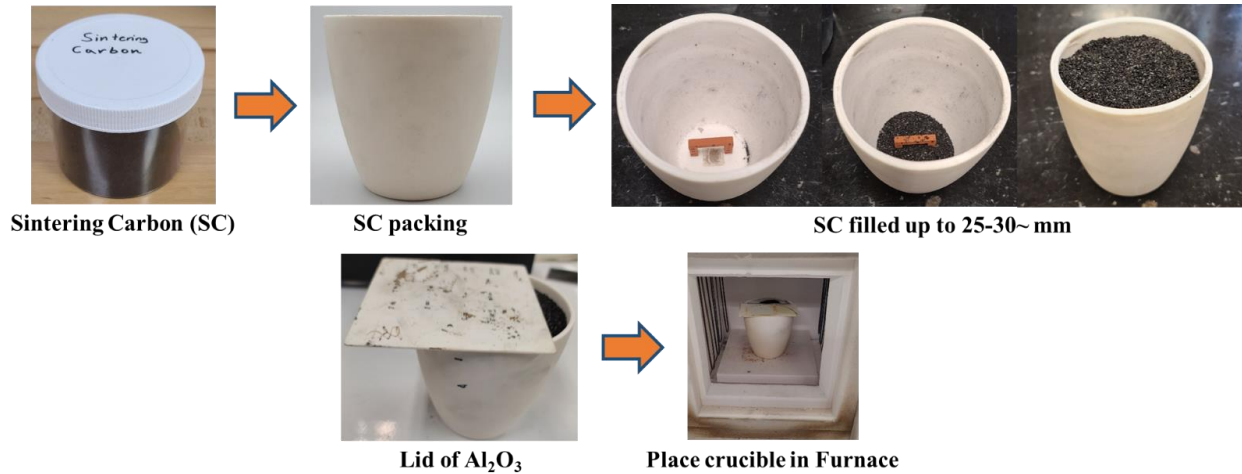 Sintering
Carbon
Sintering Carbon (SC)
SC packing
SC filled up to 25-30~ mm
Lid of Al₂O₃
Place crucible in Furnace